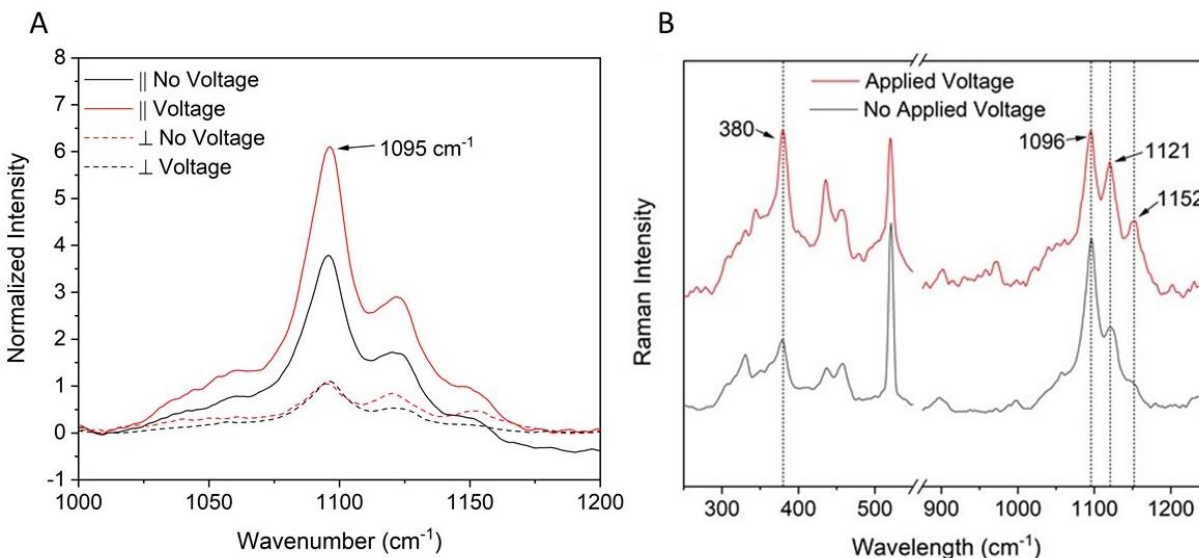 A
Normalized Intensity
8
7
6
5
4
3
2
1
0
-1
|| No Voltage
|| Voltage
⊥ No Voltage
⊥ Voltage
1095 cm⁻¹
1000
1050
1100
1150
1200
Wavenumber (cm⁻¹)
B
Raman Intensity
Applied Voltage
No Applied Voltage
380
1096
1121
1152
300
400
500
900
1000
1100
1200
Wavelength (cm⁻¹)